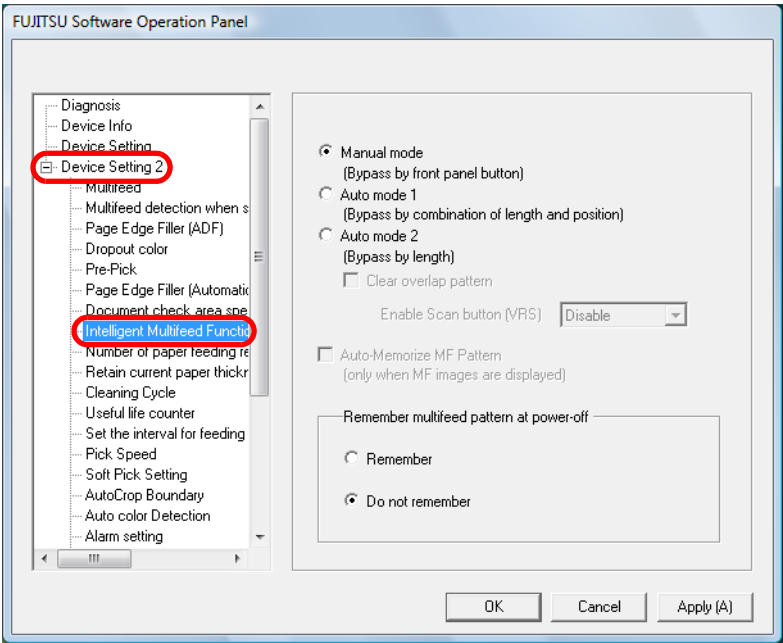 FUJITSU Software Operation Panel
Diagnosis
Device Info
Device Setting
Device Setting 2
Multifeed
Multifeed detection when s
Page Edge Filler (ADF)
Dropout color
Pre-Pick
Page Edge Filler (Automatic
Document check area spe
Intelligent Multifeed Functio
Number of paper feeding re
Retain current paper thickr
Cleaning Cycle
Useful life counter
Set the interval for feeding
Pick Speed
Soft Pick Setting
AutoCrop Boundary
Auto color Detection
Alarm setting
Manual mode
(Bypass by front panel button)
Auto mode 1
(Bypass by combination of length and position)
Auto mode 2
(Bypass by length)
Clear overlap pattern
Enable Scan button (VRS) Disable
Auto-Memorize MF Pattern
(only when MF images are displayed)
Remember multifeed pattern at power-off
Remember
Do not remember
OK Cancel Apply (A)